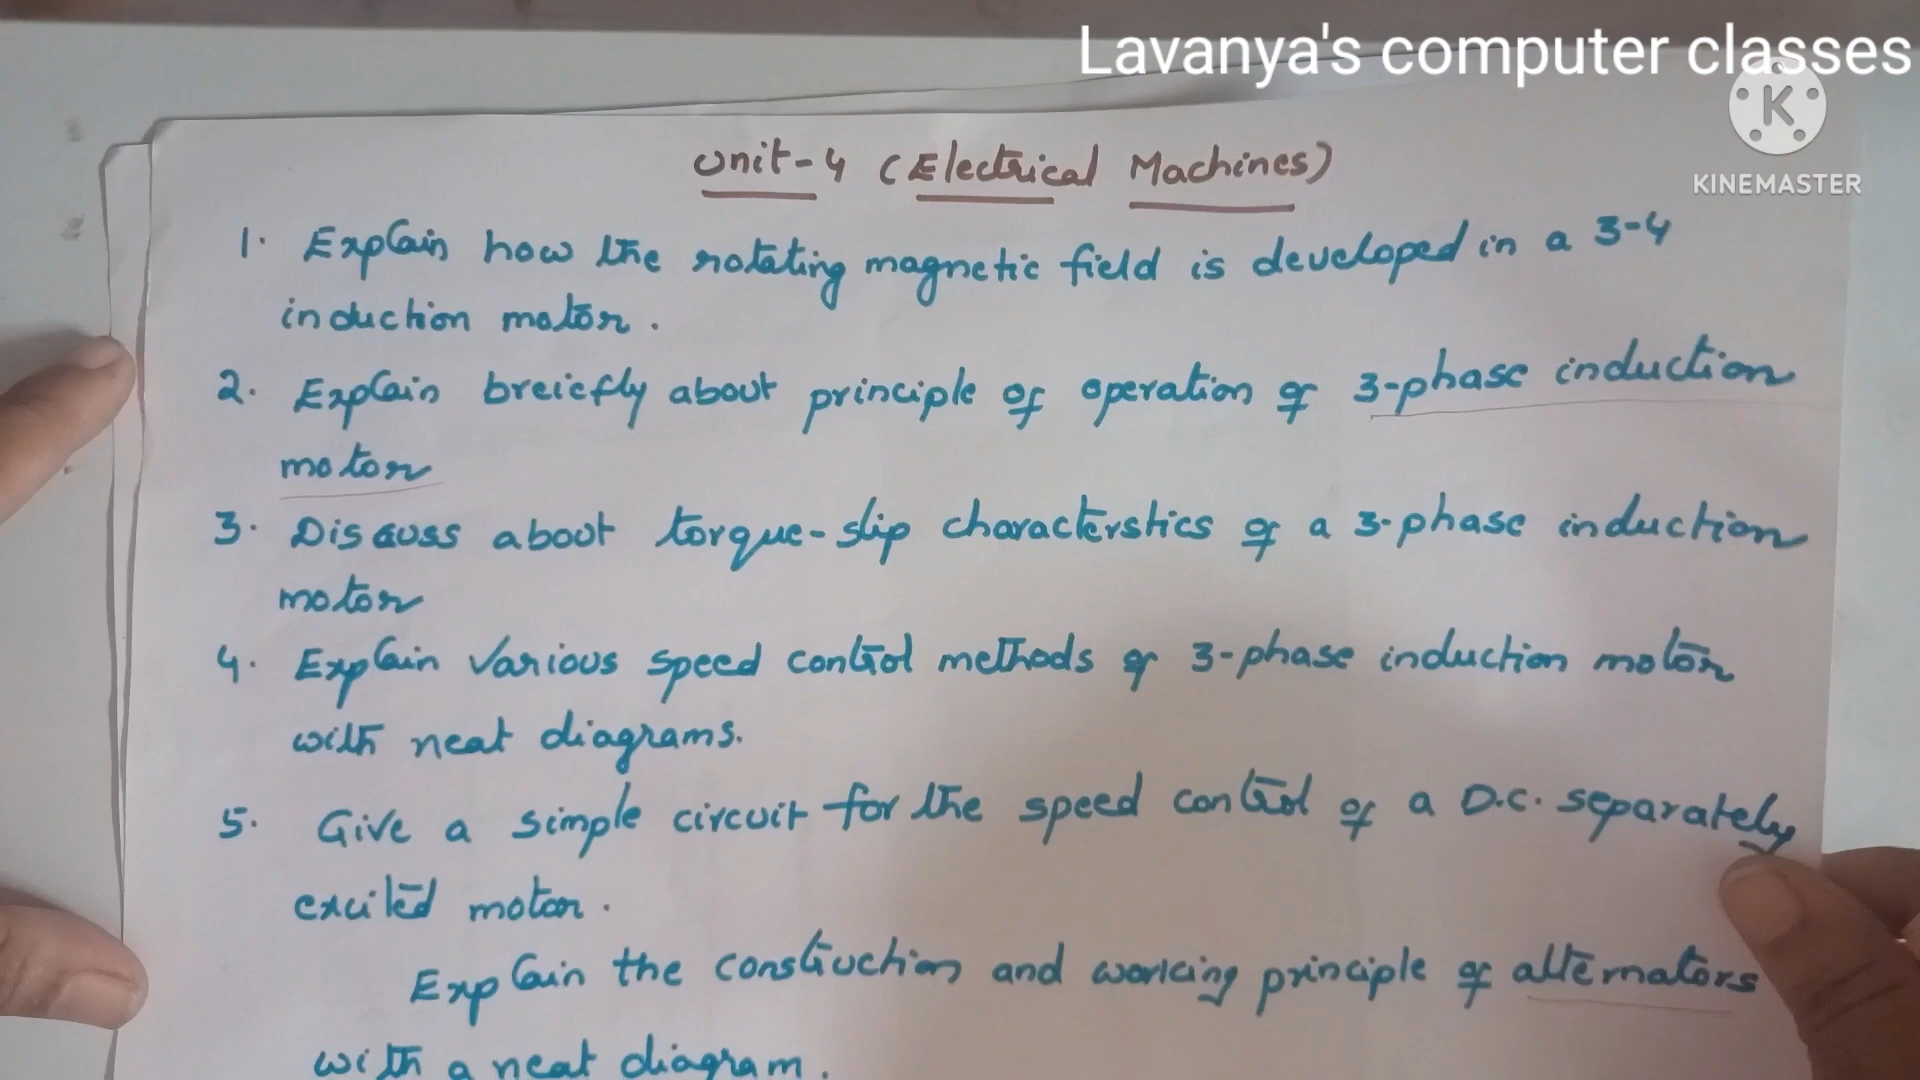 Lavanya's computer classes
K
KINEMASTER
Unit-4 (Electrical Machines)
1. Explain how the rotating magnetic field is developed in a 3-4
induction motor.
2. Explain breiefly about principle of operation of 3-phase induction
motor
3. Discuss about torque-slip characterstics of a 3-phase induction
motor
4. Explain various speed control methods of 3-phase induction motor
with neat diagrams.
5. Give a simple circuit for the speed control of a D.C. separately
excited motor.
Explain the construction and working principle of alternators
with a neat diagram.